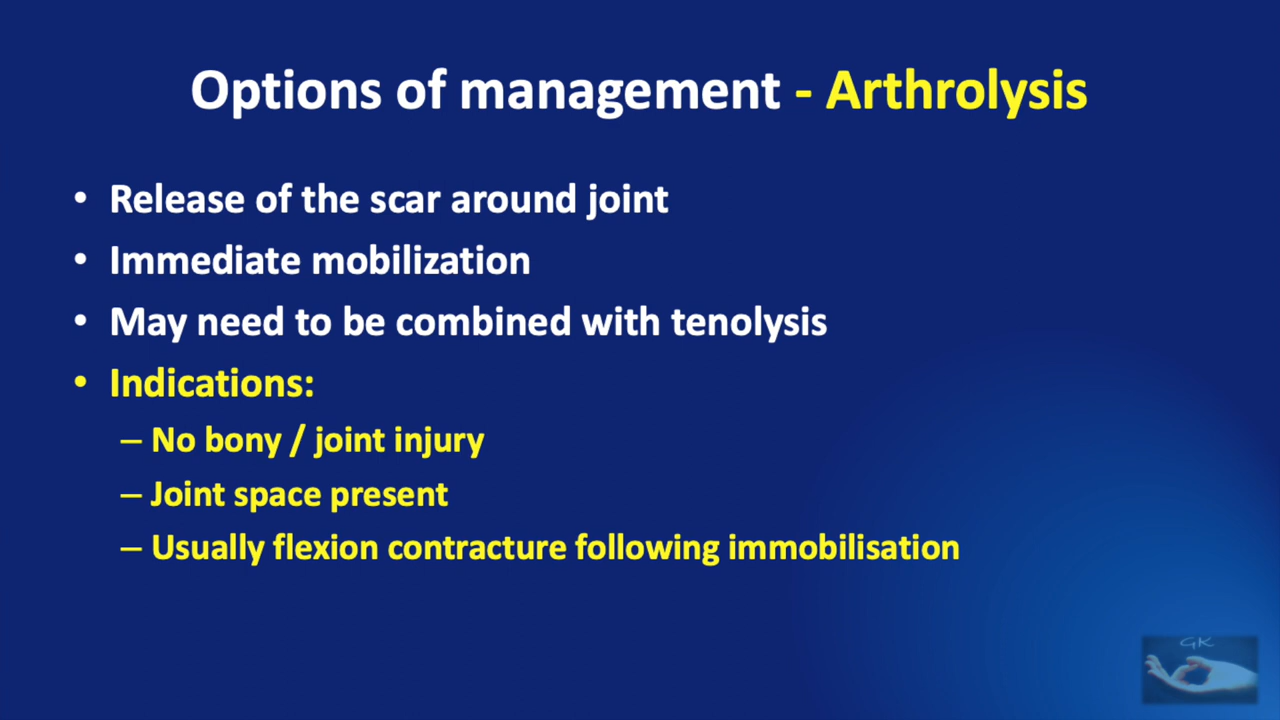 Options of management - Arthrolysis
• Release of the scar around joint
• Immediate mobilization
• May need to be combined with tenolysis
• Indications:
– No bony / joint injury
– Joint space present
– Usually flexion contracture following immobilisation
GK